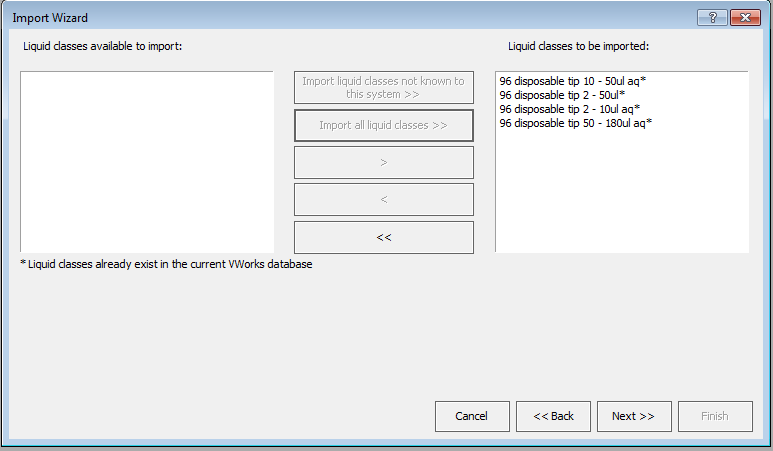 Import Wizard
?
Liquid classes available to import:
Liquid classes to be imported:
Import liquid classes not known to
this system >>
Import all liquid classes >>
>
<
<<
96 disposable tip 10 - 50ul aq*
96 disposable tip 2 - 50ul*
96 disposable tip 2 - 10ul aq*
96 disposable tip 50 - 180ul aq*
* Liquid classes already exist in the current VWorks database
Cancel
<< Back
Next >>
Finish